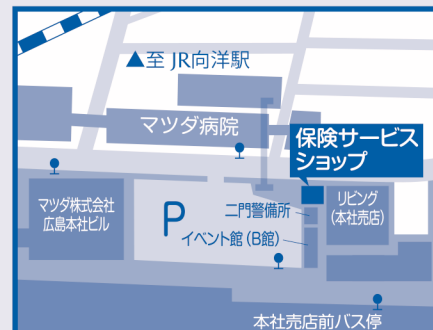 ▲至 JR向洋駅
マツダ病院
保険サービス
ショップ
マツダ株式会社
広島本社ビル
P
二門警備所
イベント館(B館)
リビング
(本社売店)
本社売店前バス停